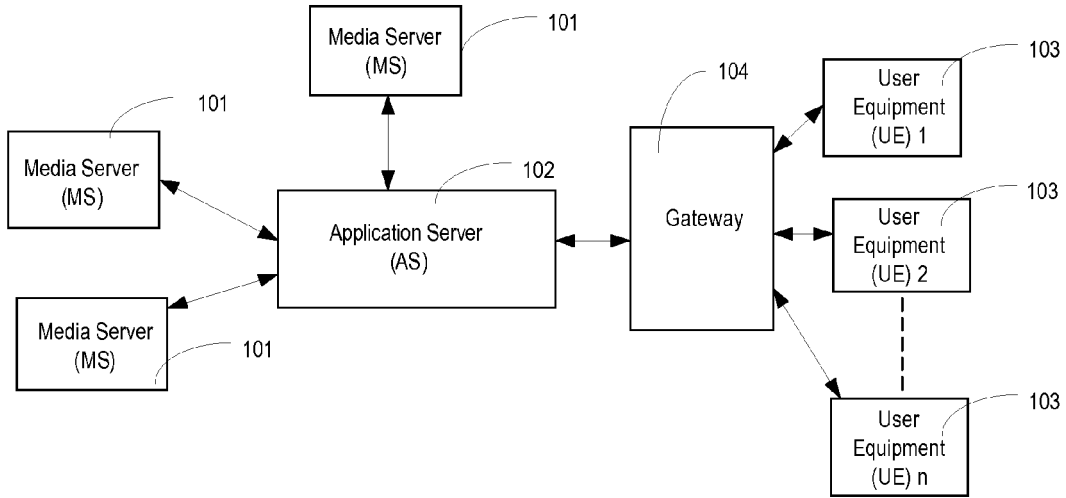 101
Media Server
(MS)
103
104
User
Equipment
(UE) 1
101
Media Server
(MS)
102
103
Application Server
(AS)
Gateway
User
Equipment
(UE) 2
Media Server
(MS)
101
103
User
Equipment
(UE) n